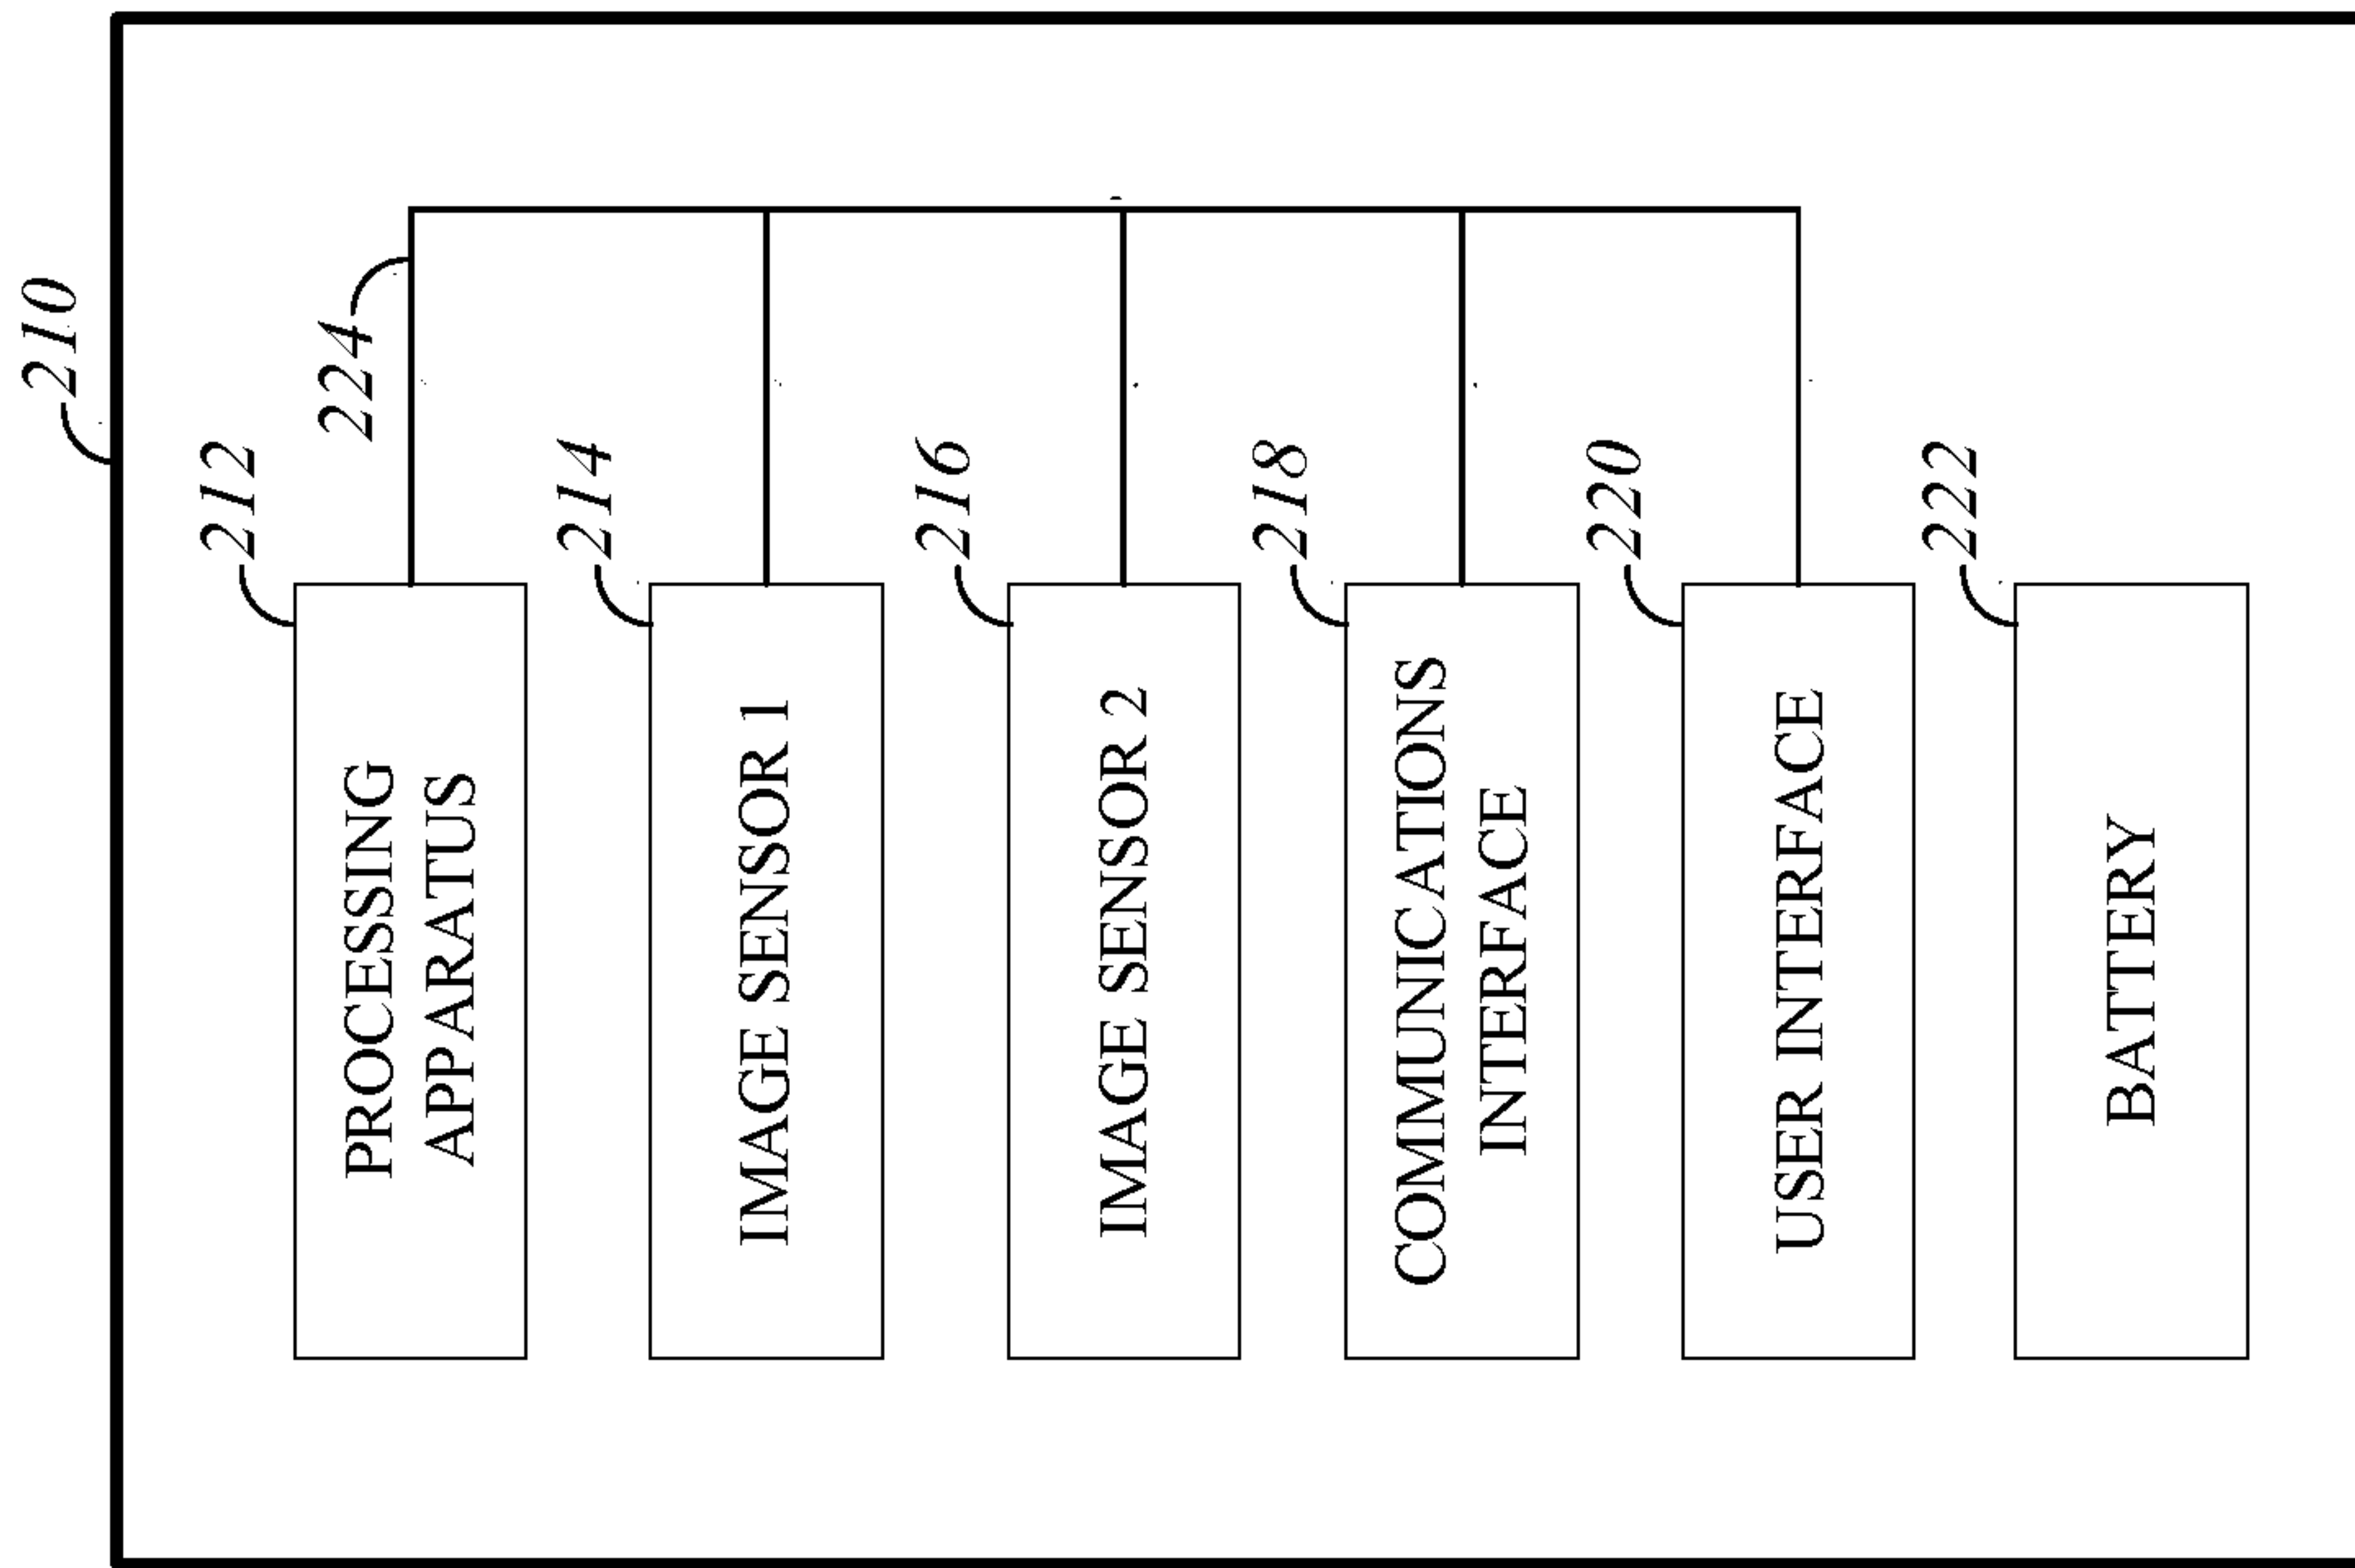 210
224
212
PROCESSING
APPARATUS
214
IMAGE SENSOR 1
216
IMAGE SENSOR 2
218
COMMUNICATIONS
INTERFACE
220
USER INTERFACE
222
BATTERY